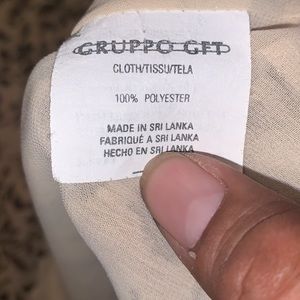 GRUPPO GFT
CLOTH/TISSU/TELA
100% POLYESTER
MADE IN SRI LANKA
FABRIQUÉ A SRI LANKA
HECHO EN SRI LANKA